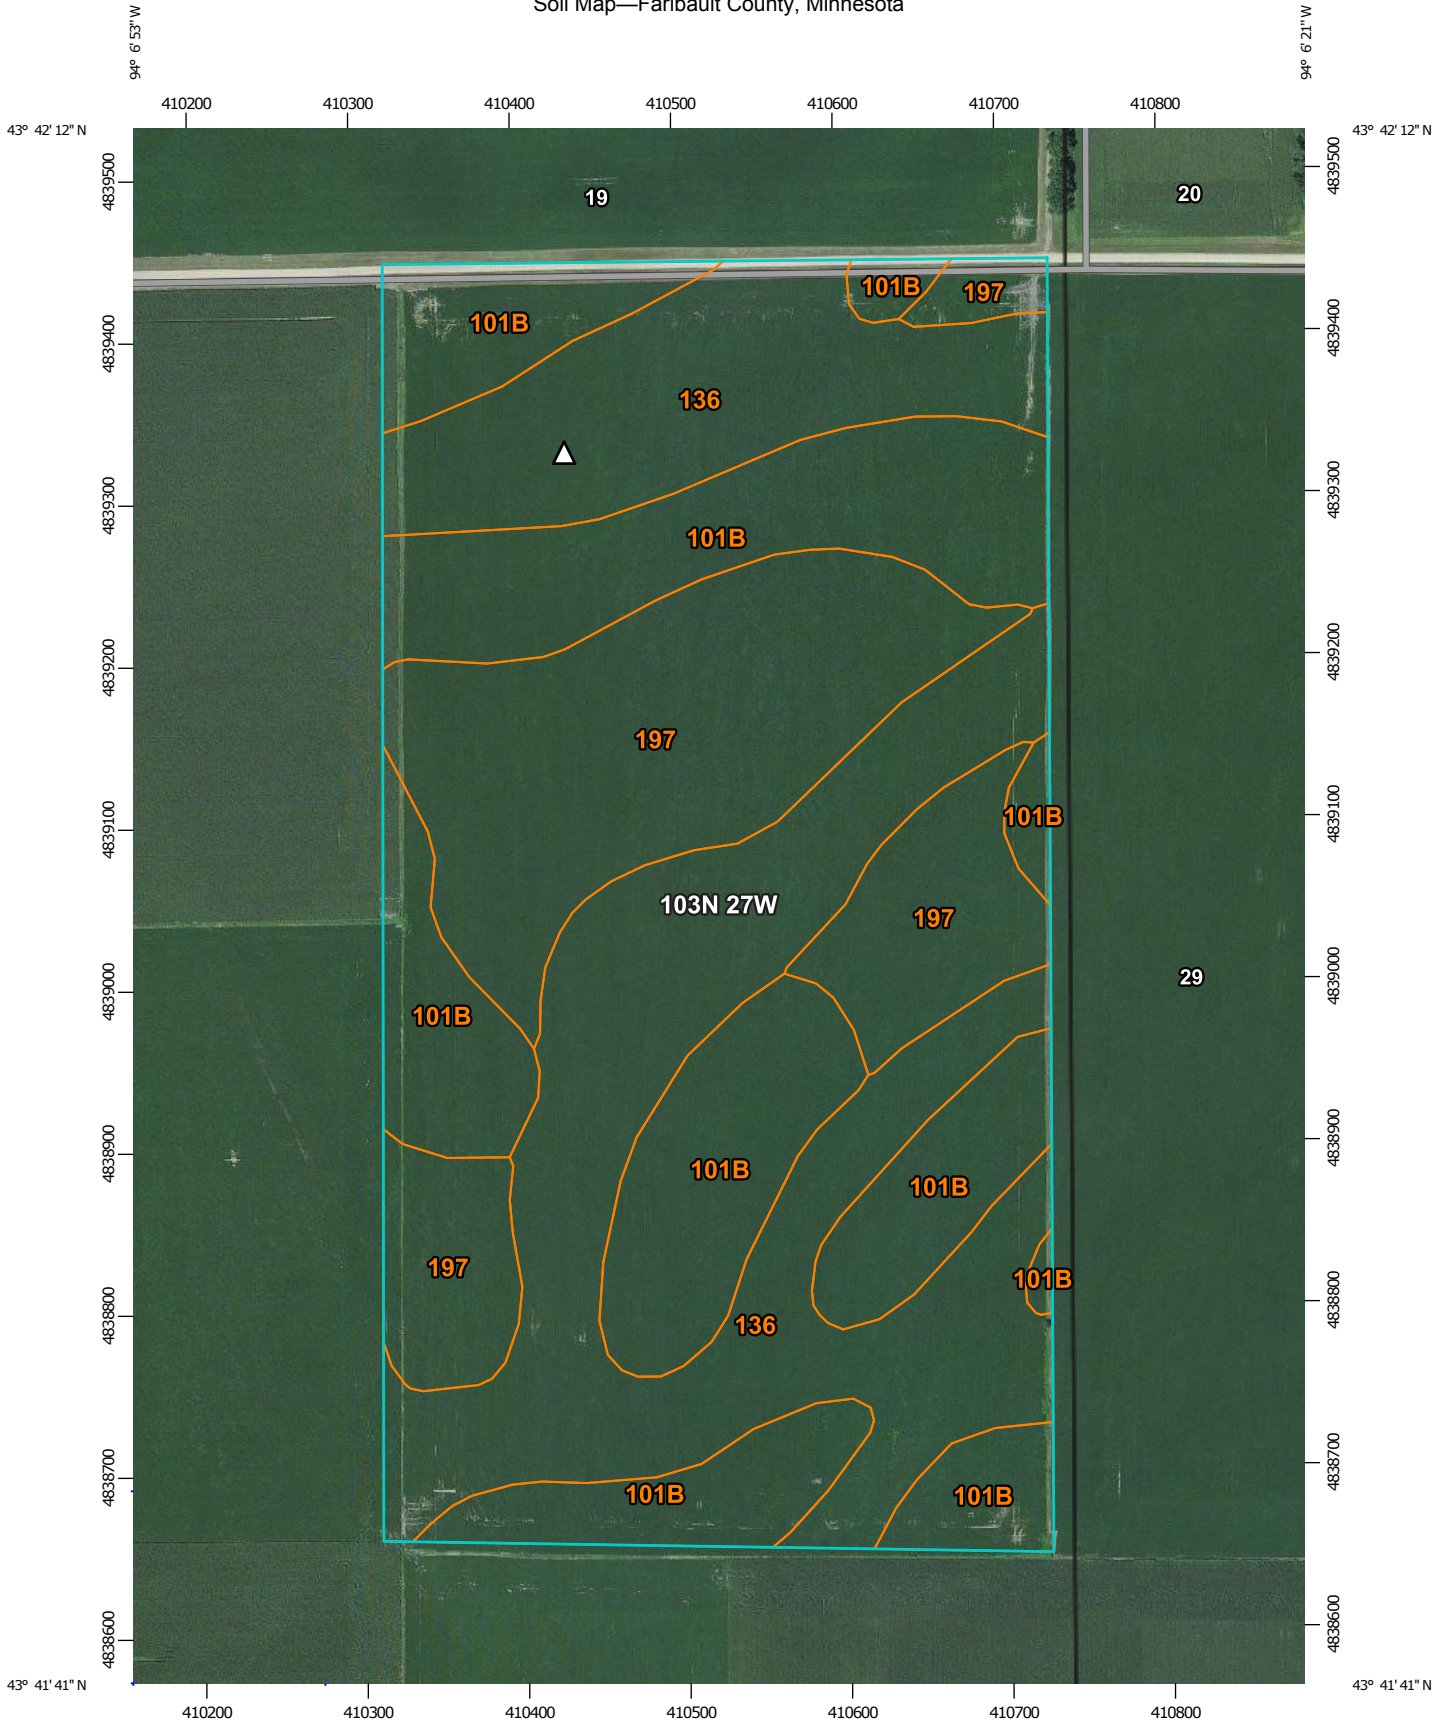 Soil Map—Faribault County, Minnesota
94° 6' 53'' W
94° 6' 21'' W
410200 410300 410400 410500 410600 410700 410800
43° 42' 12'' N
43° 42' 12'' N
4839500
4839500
19
20
101B
197
101B
4839400
4839400
136
4839300
4839300
101B
4839200
4839200
197
4839100
4839100
101B
103N 27W
197
4839000
4839000
29
101B
4838900
4838900
101B
101B
197
101B
4838800
4838800
136
4838700
4838700
101B
101B
4838600
4838600
43° 41' 41'' N
43° 41' 41'' N
410200 410300 410400 410500 410600 410700 410800